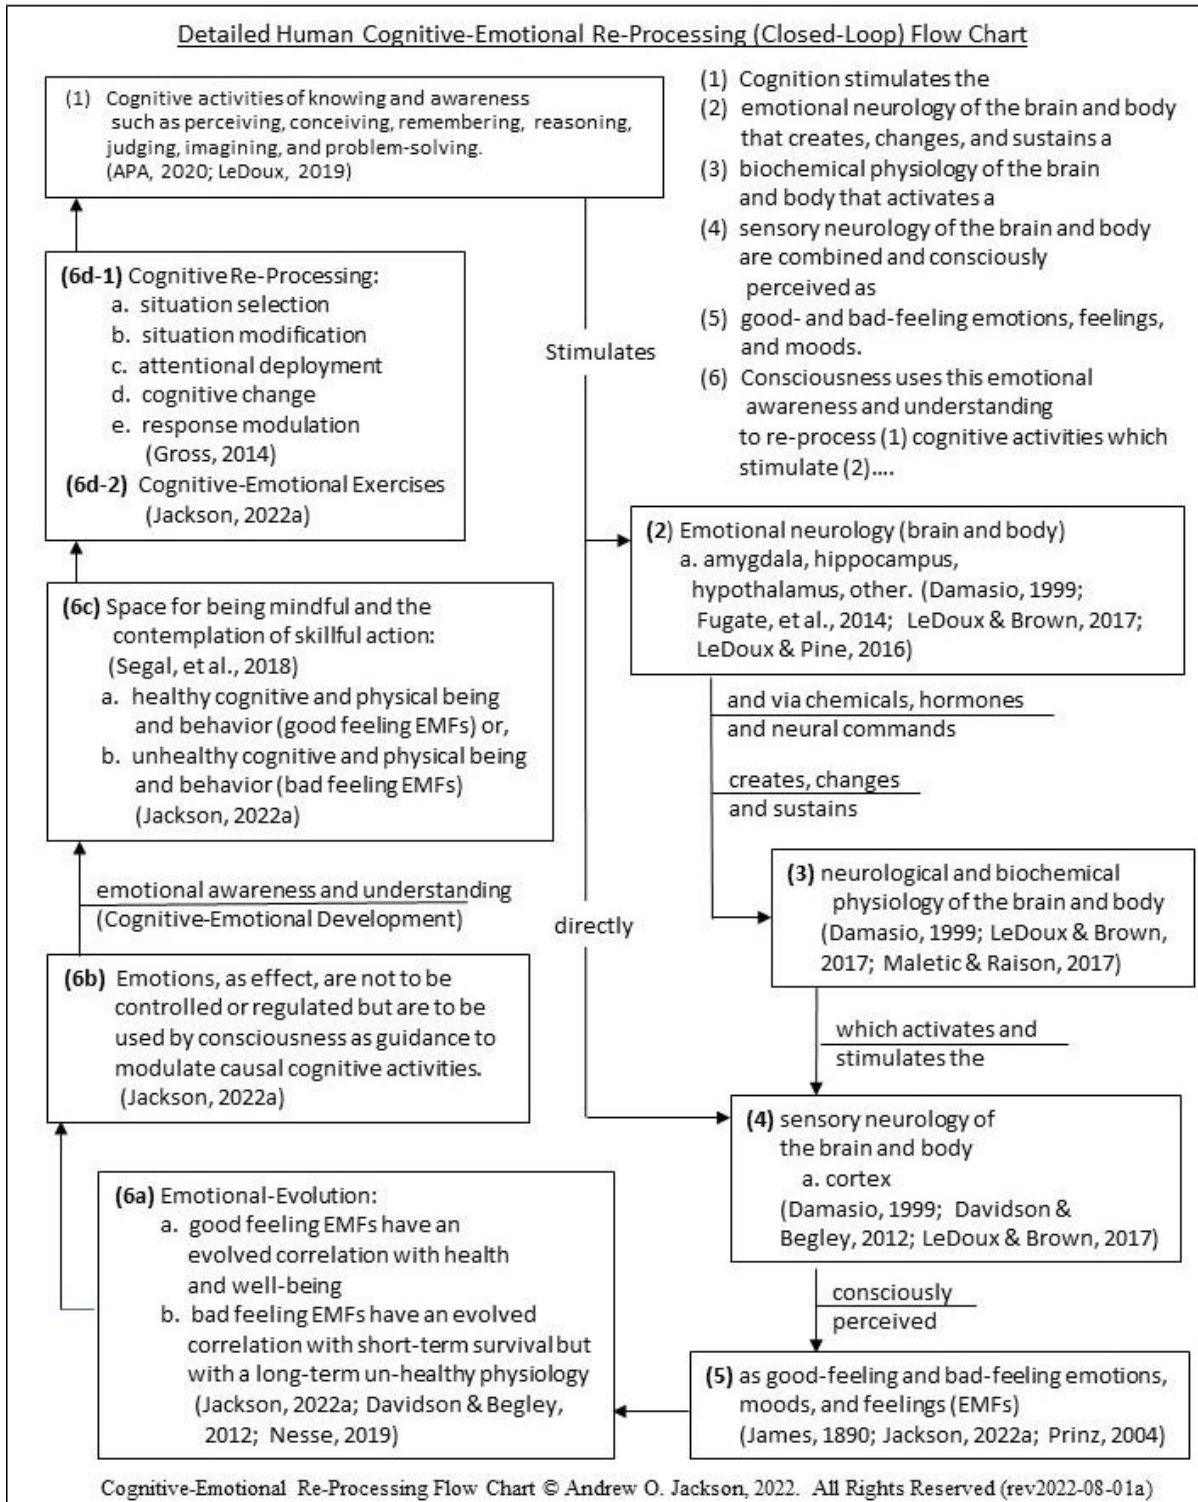 Detailed Human Cognitive-Emotional Re-Processing (Closed-Loop) Flow Chart
(1) Cognitive activities of knowing and awareness
such as perceiving, conceiving, remembering, reasoning,
judging, imagining, and problem-solving.
(APA, 2020; LeDoux, 2019)
(1) Cognition stimulates the
(2) emotional neurology of the brain and body
that creates, changes, and sustains a
(3) biochemical physiology of the brain
and body that activates a
(4) sensory neurology of the brain and body
are combined and consciously
perceived as
(5) good- and bad-feeling emotions, feelings,
and moods.
(6) Consciousness uses this emotional
awareness and understanding
to re-process (1) cognitive activities which
stimulate (2)....
(6d-1) Cognitive Re-Processing:
a. situation selection
b. situation modification
c. attentional deployment
d. cognitive change
e. response modulation
(Gross, 2014)
(6d-2) Cognitive-Emotional Exercises
(Jackson, 2022a)
Stimulates
(2) Emotional neurology (brain and body)
a. amygdala, hippocampus,
hypothalamus, other. (Damasio, 1999;
Fugate, et al., 2014; LeDoux & Brown, 2017;
LeDoux & Pine, 2016)
(6c) Space for being mindful and the
contemplation of skillful action:
(Segal, et al., 2018)
a. healthy cognitive and physical being
and behavior (good feeling EMFs) or,
b. unhealthy cognitive and physical being
and behavior (bad feeling EMFs)
(Jackson, 2022a)
and via chemicals, hormones
and neural commands
creates, changes
and sustains
(3) neurological and biochemical
physiology of the brain and body
(Damasio, 1999; LeDoux & Brown,
2017; Maletic & Raison, 2017)
emotional awareness and understanding
(Cognitive-Emotional Development)
directly
(6b) Emotions, as effect, are not to be
controlled or regulated but are to be
used by consciousness as guidance to
modulate causal cognitive activities.
(Jackson, 2022a)
which activates and
stimulates the
(4) sensory neurology of
the brain and body
a. cortex
(Damasio, 1999; Davidson &
Begley, 2012; LeDoux & Brown, 2017)
(6a) Emotional-Evolution:
a. good feeling EMFs have an
evolved correlation with health
and well-being
b. bad feeling EMFs have an evolved
correlation with short-term survival but
with a long-term un-healthy physiology
(Jackson, 2022a; Davidson & Begley,
2012; Nesse, 2019)
consciously
perceived
(5) as good-feeling and bad-feeling emotions,
moods, and feelings (EMFs)
(James, 1890; Jackson, 2022a; Prinz, 2004)
Cognitive-Emotional Re-Processing Flow Chart © Andrew O. Jackson, 2022. All Rights Reserved (rev2022-08-01a)